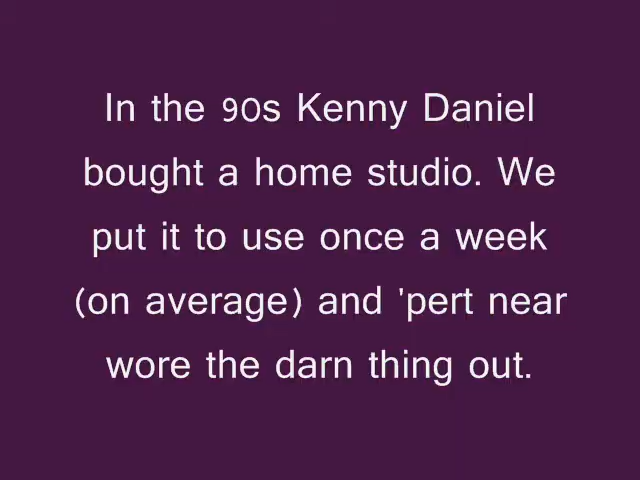 In the 90s Kenny Daniel
bought a home studio. We
put it to use once a week
(on average) and 'pert near
wore the darn thing out.